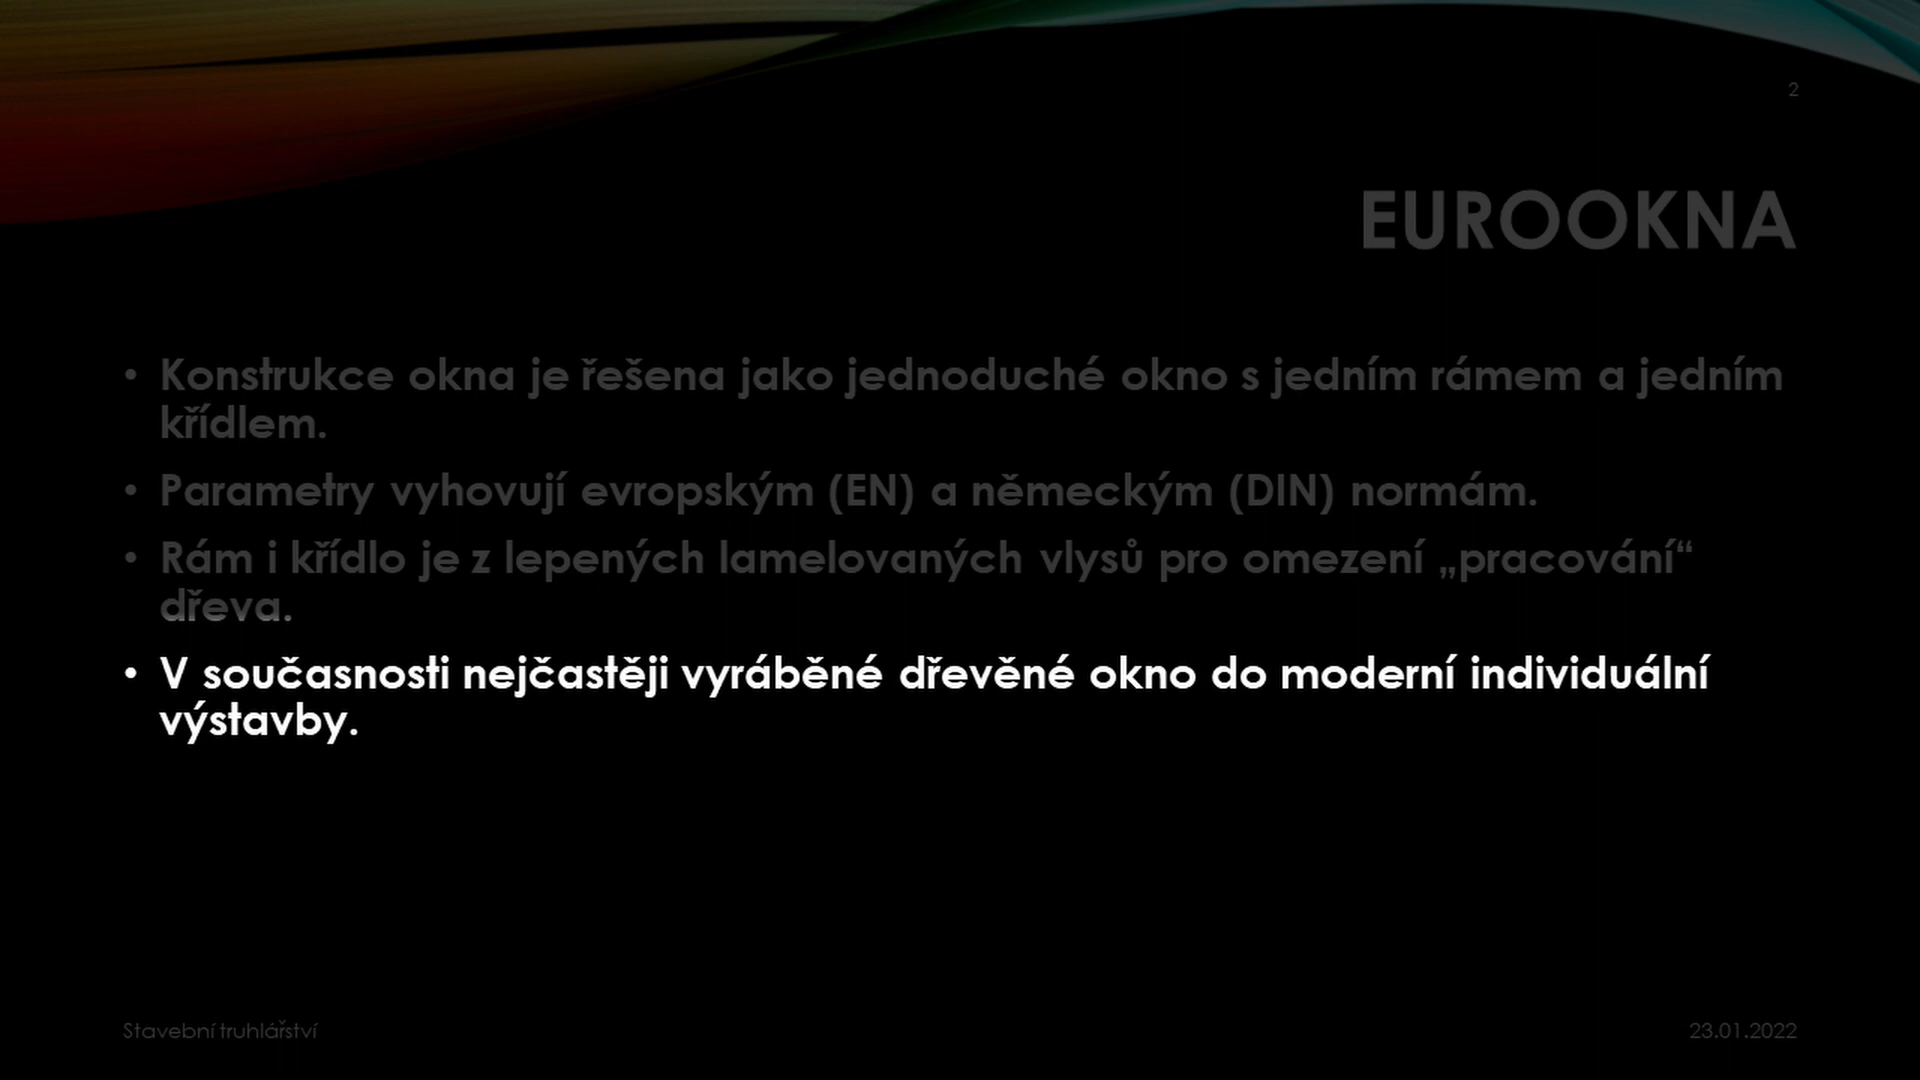 2
EUROOKNA
• Konstrukce okna je řešena jako jednoduché okno s jedním rámem a jedním
křídlem.
• Parametry vyhovují evropským (EN) a německým (DIN) normám.
• Rám i křídlo je z lepených lamelovaných vlysů pro omezení „pracování“
dřeva.
• V současnosti nejčastěji vyráběné dřevěné okno do moderní individuální
výstavby.
Stavební truhlářství
23.01.2022